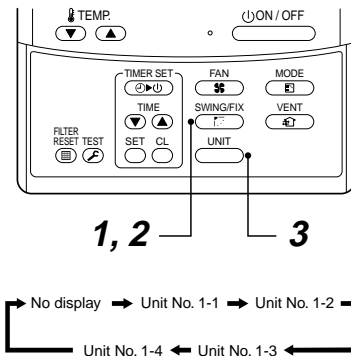 TEMP.
ON / OFF
TIMER SET
FAN
MODE
TIME
SWING/FIX
VENT
FILTER
RESET TEST
SET CL
UNIT
1, 2
3
No display
Unit No. 1-1
Unit No. 1-2
Unit No. 1-4
Unit No. 1-3